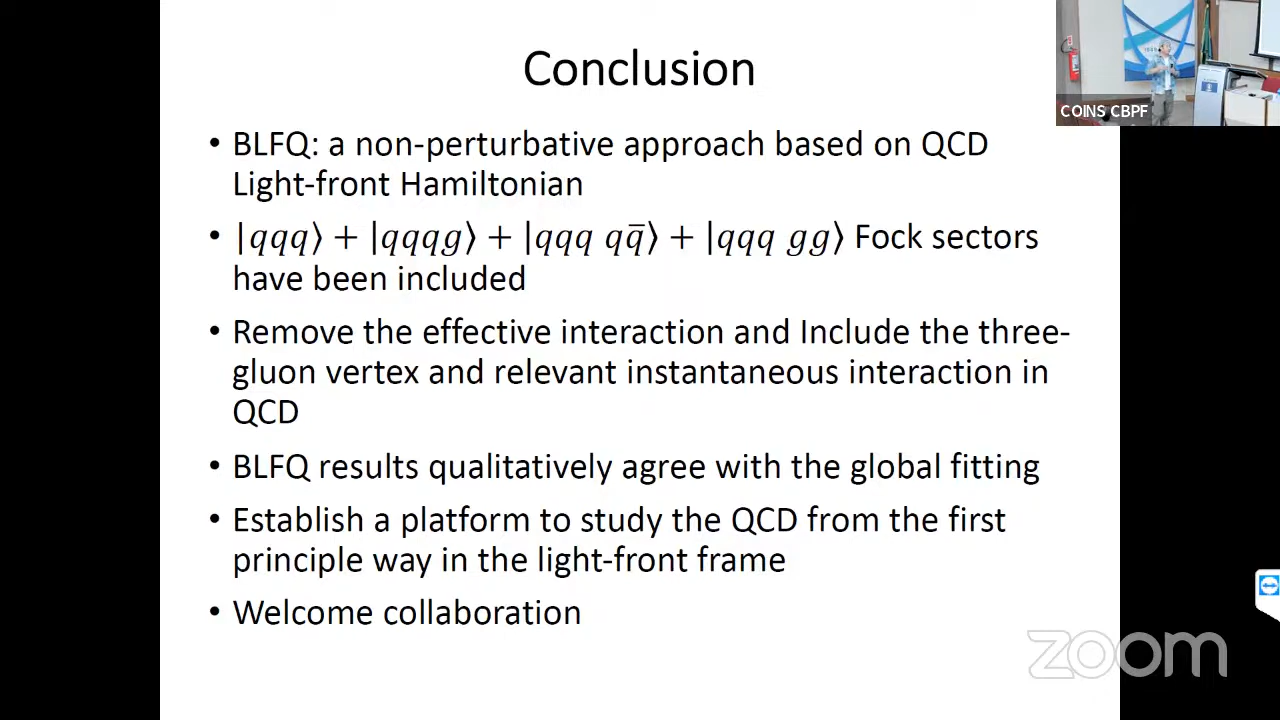 Conclusion
COINS CBPF
• BLFQ: a non-perturbative approach based on QCD
Light-front Hamiltonian
• |𝑞𝑞𝑞⟩ + |𝑞𝑞𝑞𝑔⟩ + |𝑞𝑞𝑞 𝑞𝑞̄⟩ + |𝑞𝑞𝑞 𝑔𝑔⟩ Fock sectors
have been included
• Remove the effective interaction and Include the three-
gluon vertex and relevant instantaneous interaction in
QCD
• BLFQ results qualitatively agree with the global fitting
• Establish a platform to study the QCD from the first
principle way in the light-front frame
• Welcome collaboration
zoom